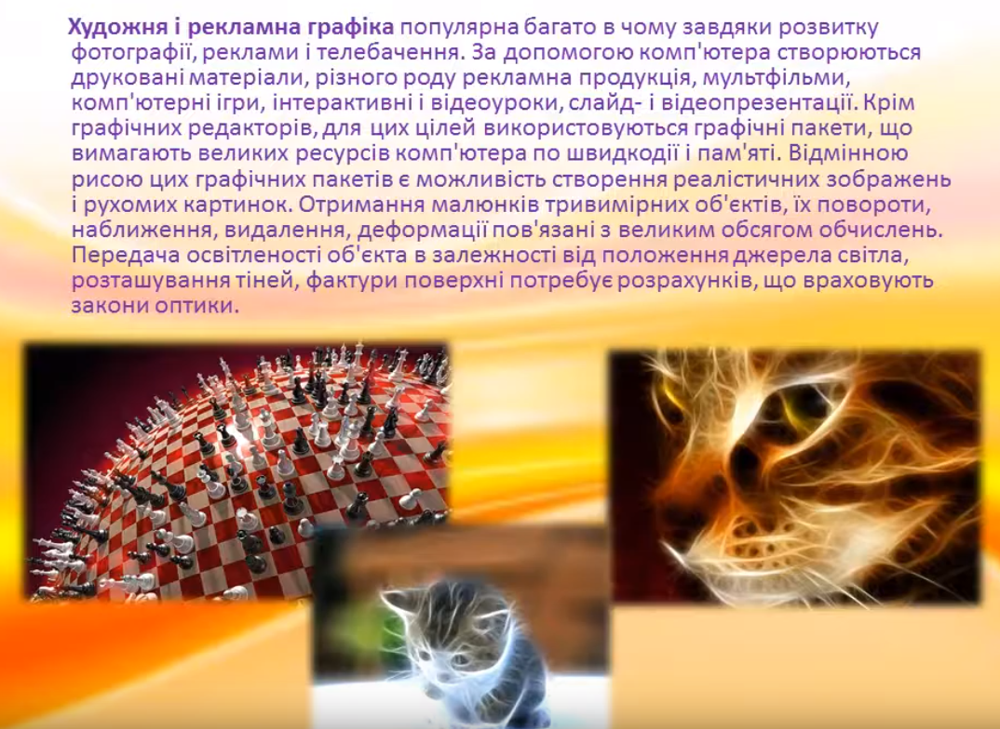 Художня і рекламна графіка популярна багато в чому завдяки розвитку
фотографії, реклами і телебачення. За допомогою комп'ютера створюються
друковані матеріали, різного роду рекламна продукція, мультфільми,
комп'ютерні ігри, інтерактивні і відеоуроки, слайд- і відеопрезентації. Крім
графічних редакторів, для цих цілей використовуються графічні пакети, що
вимагають великих ресурсів комп'ютера по швидкодії і пам'яті. Відмінною
рисою цих графічних пакетів є можливість створення реалістичних зображень
і рухомих картинок. Отримання малюнків тривимірних об'єктів, їх повороти,
наближення, видалення, деформації пов'язані з великим обсягом обчислень.
Передача освітленості об'єкта в залежності від положення джерела світла,
розташування тіней, фактури поверхні потребує розрахунків, що враховують
закони оптики.